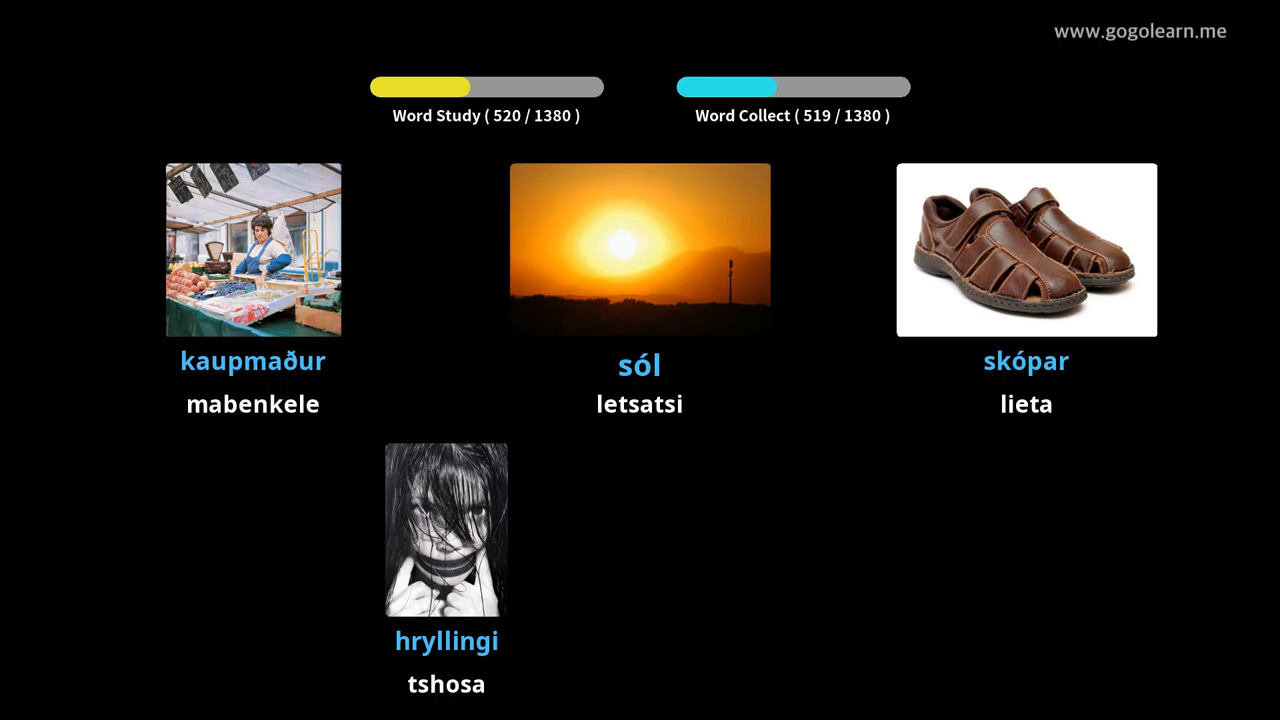 www.gogolearn.me
Word Study ( 520 / 1380 )
Word Collect ( 519 / 1380 )
kaupmaður
mabenkele
sól
letsatsi
skópar
lieta
hryllingi
tshosa